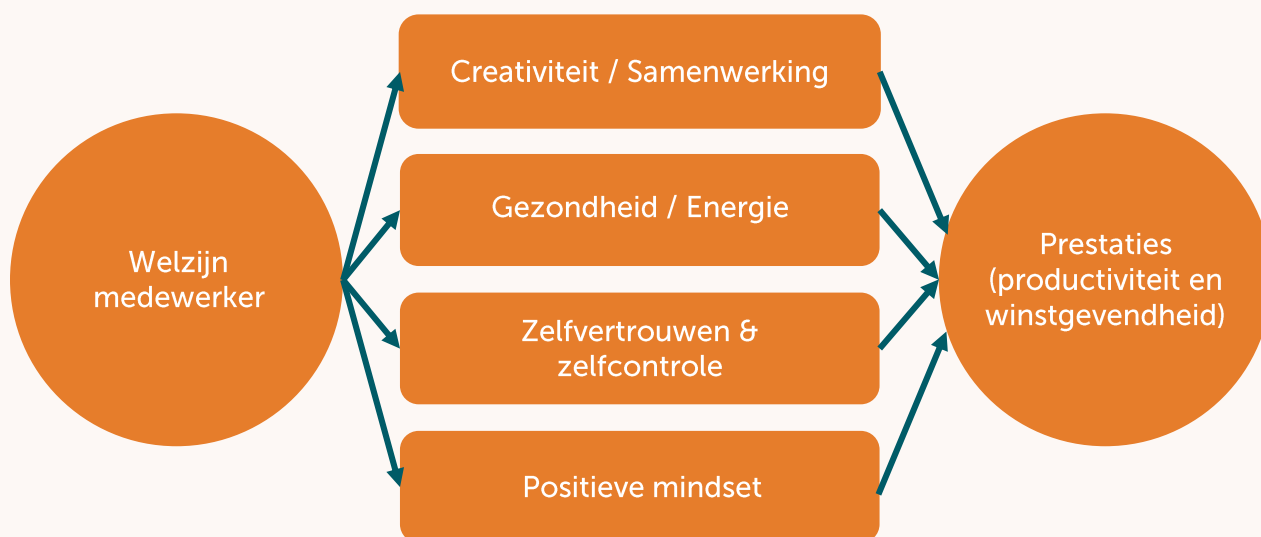 Welzijn
medewerker
Creativiteit / Samenwerking
Gezondheid / Energie
Zelfvertrouwen &
zelfcontrole
Positieve mindset
Prestaties
(productiviteit en
winstgevendheid)